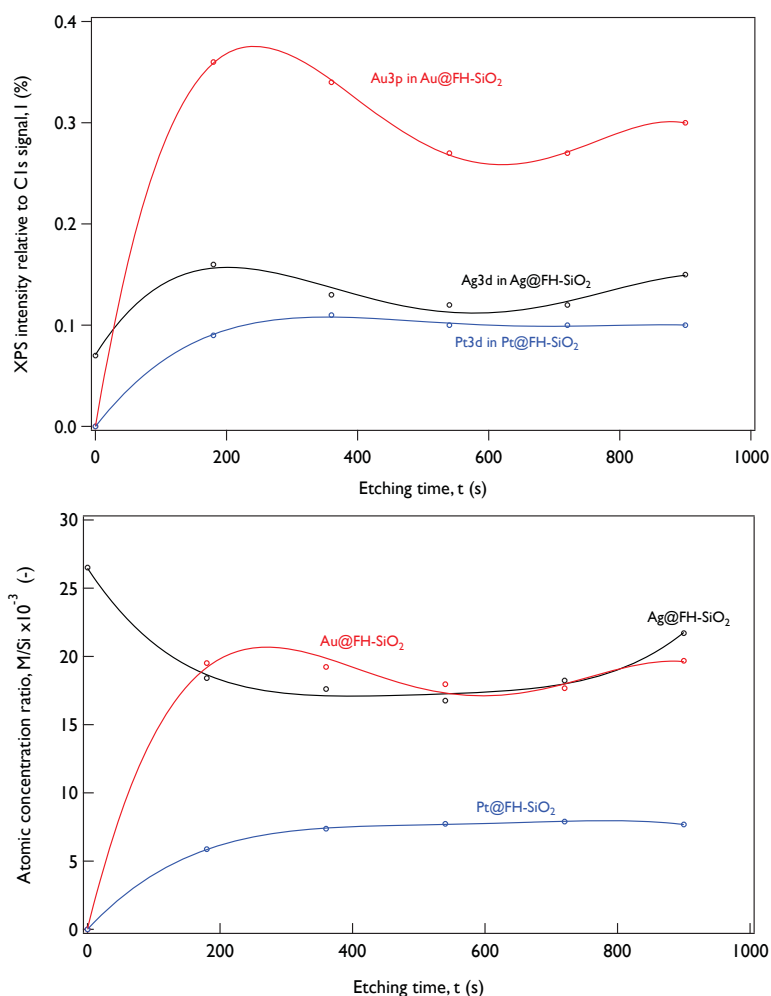 0.4
0.3
0.2
0.1
0.0
XPS intensity relative to C1s signal, I (%)
Au3p in Au@FH-SiO₂
Ag3d in Ag@FH-SiO₂
Pt3d in Pt@FH-SiO₂
0 200 400 600 800 1000
Etching time, t (s)
30
25
20
15
10
5
0
Atomic concentration ratio, M/Si x10⁻³ (-)
Ag@FH-SiO₂
Au@FH-SiO₂
Pt@FH-SiO₂
0 200 400 600 800 1000
Etching time, t (s)